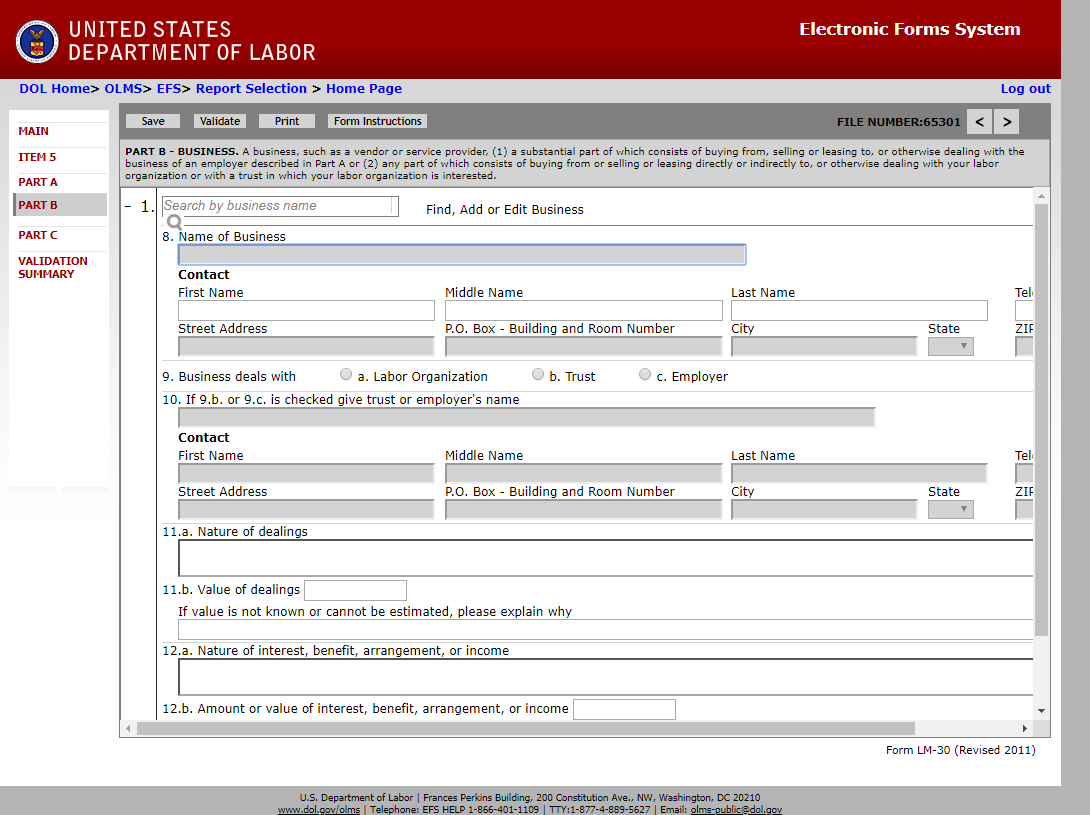 UNITED STATES
DEPARTMENT OF LABOR
Electronic Forms System
DOL Home> OLMS> EFS> Report Selection > Home Page
Log out
MAIN
ITEM 5
PART A
PART B
PART C
VALIDATION
SUMMARY
Save Validate Print Form Instructions FILE NUMBER:65301 < >
PART B - BUSINESS. A business, such as a vendor or service provider, (1) a substantial part of which consists of buying from, selling or leasing to, or otherwise dealing with the
business of an employer described in Part A or (2) any part of which consists of buying from or selling or leasing directly or indirectly to, or otherwise dealing with your labor
organization or with a trust in which your labor organization is interested.
− 1. Search by business name Find, Add or Edit Business
8. Name of Business
Contact
First Name Middle Name Last Name Tel
Street Address P.O. Box - Building and Room Number City State ZIP
9. Business deals with a. Labor Organization b. Trust c. Employer
10. If 9.b. or 9.c. is checked give trust or employer's name
Contact
First Name Middle Name Last Name Tel
Street Address P.O. Box - Building and Room Number City State ZIP
11.a. Nature of dealings
11.b. Value of dealings
If value is not known or cannot be estimated, please explain why
12.a. Nature of interest, benefit, arrangement, or income
12.b. Amount or value of interest, benefit, arrangement, or income
Form LM-30 (Revised 2011)
U.S. Department of Labor | Frances Perkins Building, 200 Constitution Ave., NW, Washington, DC 20210
www.dol.gov/olms | Telephone: EFS HELP 1-866-401-1109 | TTY:1-877-4-889-5627 | Email: olms-public@dol.gov